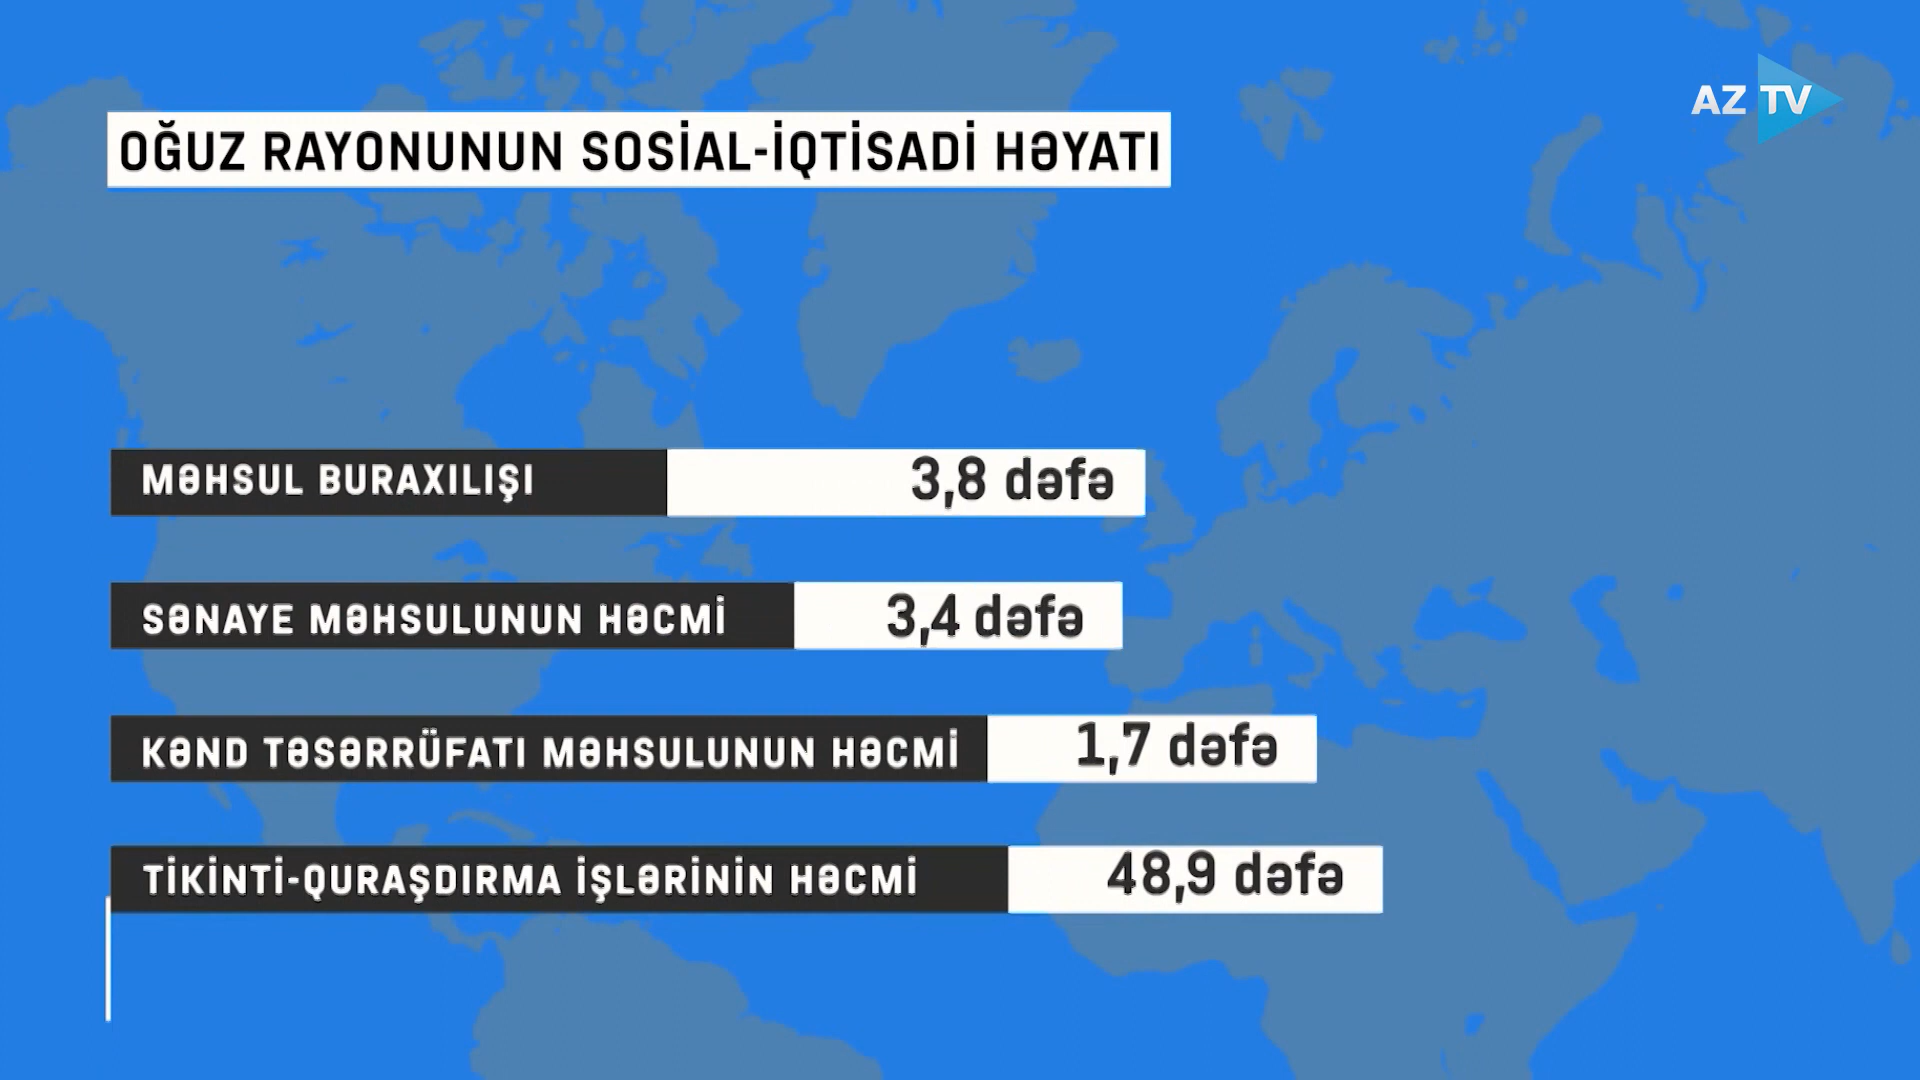 AZ TV
OĞUZ RAYONUNUN SOSİAL-İQTİSADİ HƏYATI
MƏHSUL BURAXILIŞI 3,8 dəfə
SƏNAYE MƏHSULUNUN HƏCMİ 3,4 dəfə
KƏND TƏSƏRRÜFATI MƏHSULUNUN HƏCMİ 1,7 dəfə
TİKİNTİ-QURAŞDIRMA İŞLƏRİNİN HƏCMİ 48,9 dəfə